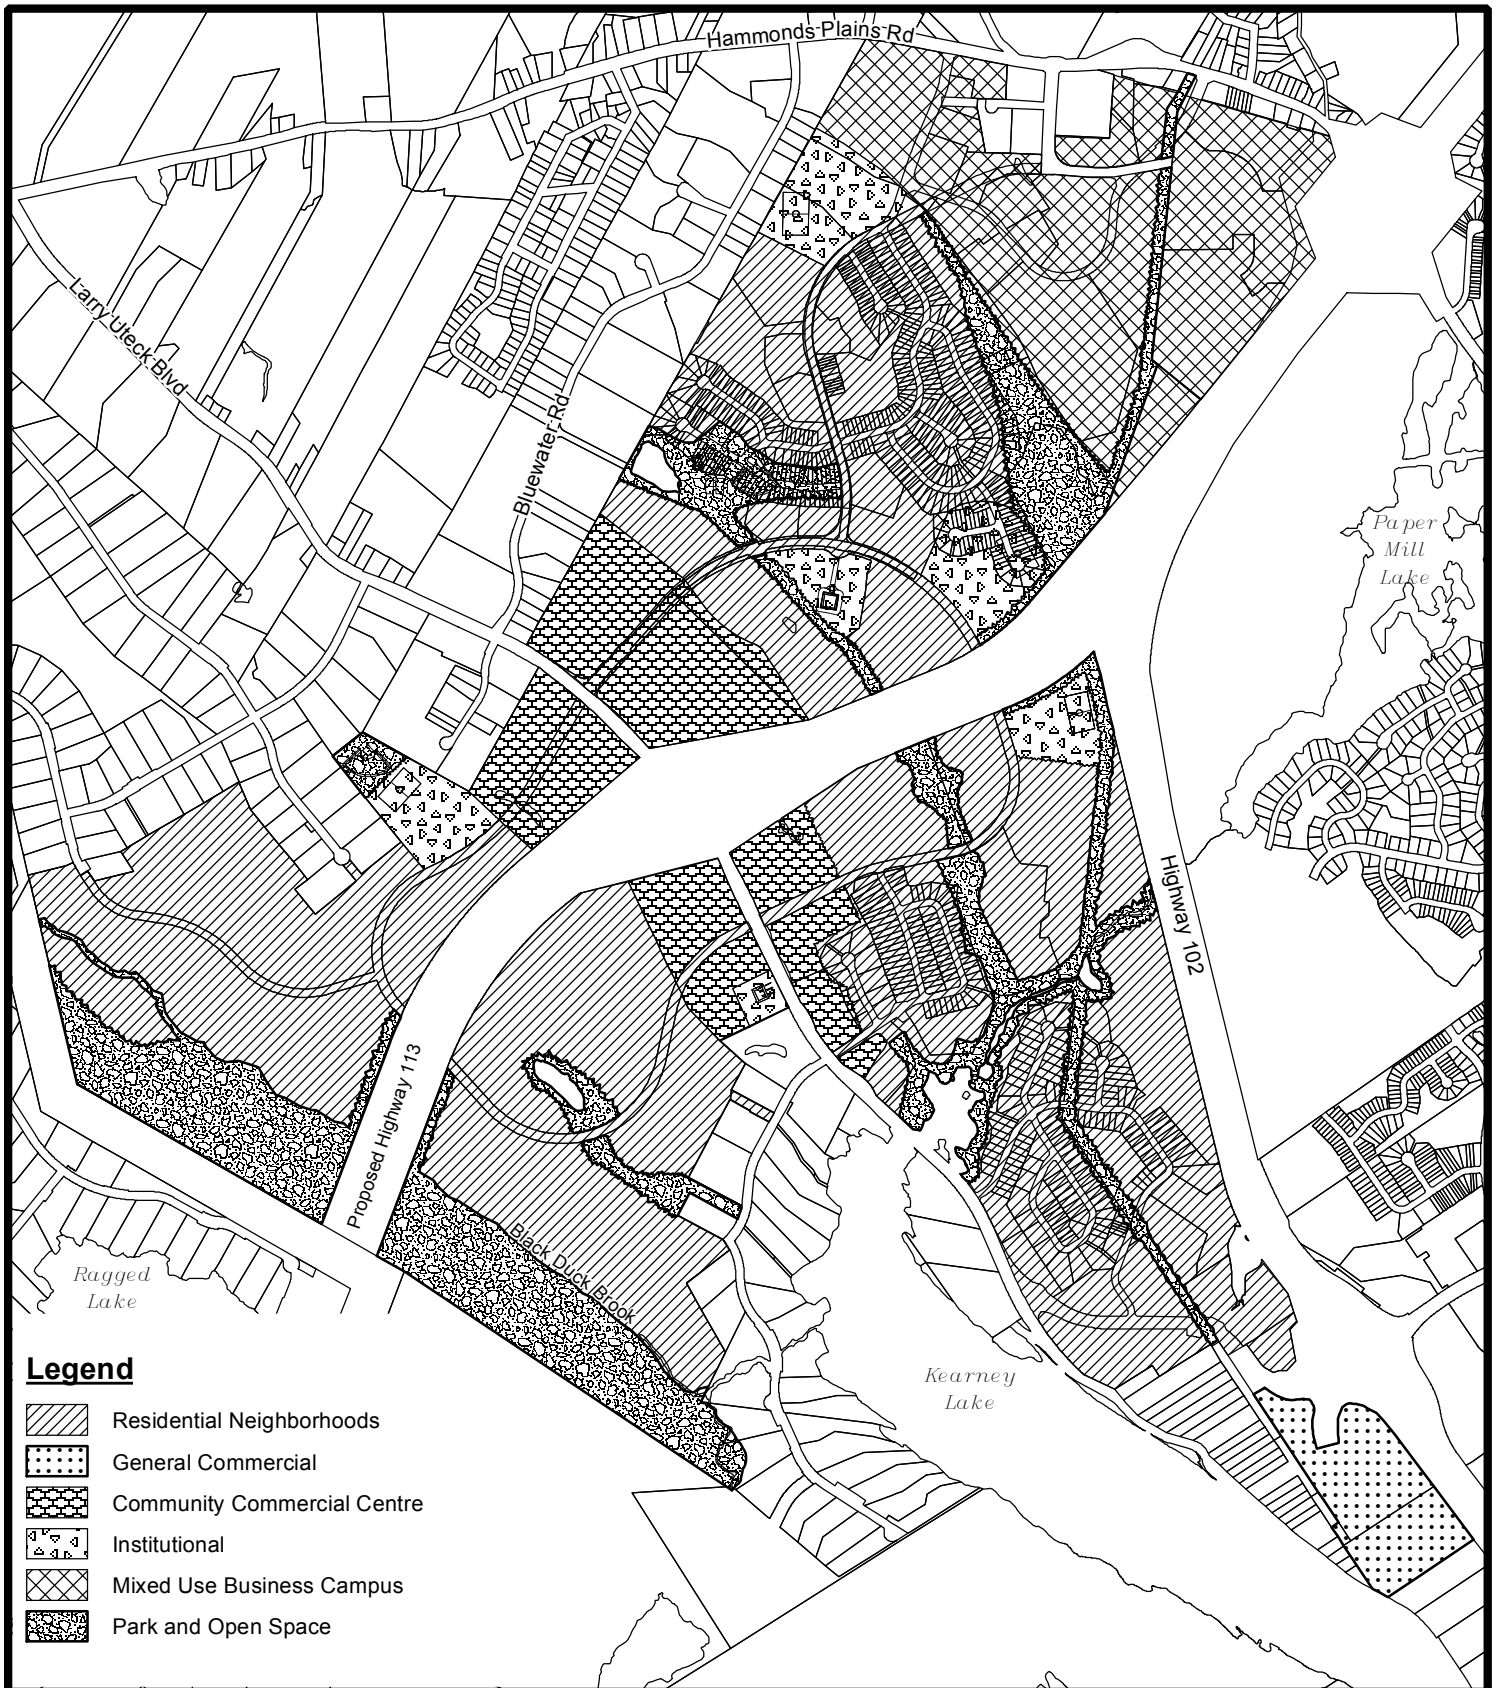 Hammonds Plains Rd
Larry Uteck Blvd
Bluewater Rd
Paper
Mill
Lake
Highway 102
Proposed Highway 113
Black Duck Brook
Ragged
Lake
Kearney
Lake
Legend
Residential Neighborhoods
General Commercial
Community Commercial Centre
Institutional
Mixed Use Business Campus
Park and Open Space